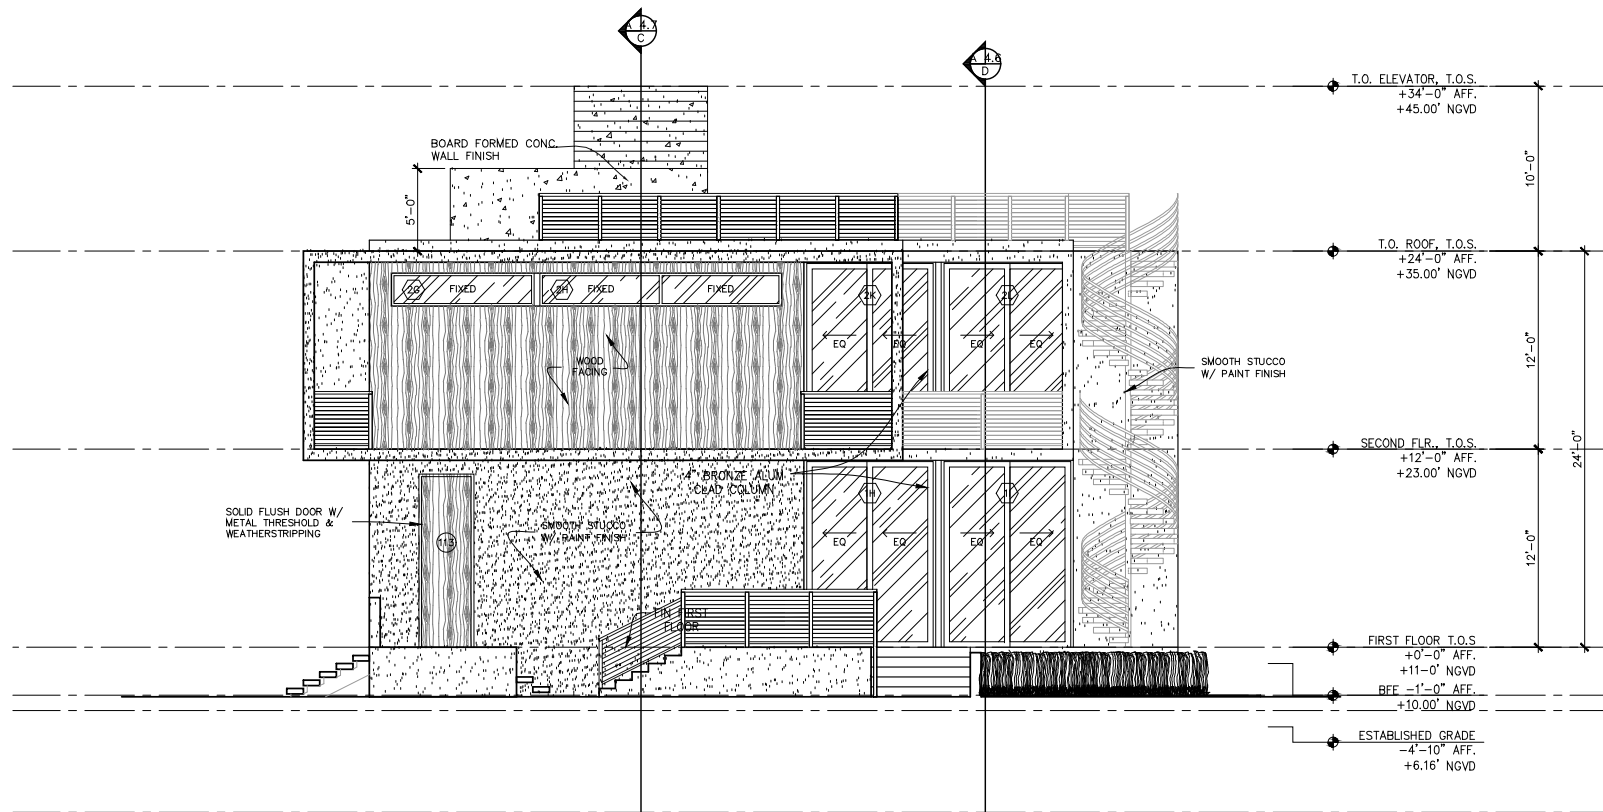 A 4.7
C
A 4.6
D
T.O. ELEVATOR, T.O.S.
+34'-0" AFF.
+45.00' NGVD
BOARD FORMED CONC.
WALL FINISH
10'-0"
5'-0"
T.O. ROOF, T.O.S.
+24'-0" AFF.
+35.00' NGVD
2G
FIXED
2H
FIXED
FIXED
2K
2L
EQ
EQ
EQ
EQ
WOOD
FACING
SMOOTH STUCCO
W/ PAINT FINISH
12'-0"
24'-0"
SECOND FLR., T.O.S.
+12'-0" AFF.
+23.00' NGVD
4" BRONZE ALUM
CLAD COLUMN
1H
SOLID FLUSH DOOR W/
METAL THRESHOLD &
WEATHERSTRIPPING
113
SMOOTH STUCCO
W/ PAINT FINISH
EQ
EQ
EQ
EQ
12'-0"
FIN FIRST
FLOOR
FIRST FLOOR T.O.S
+0'-0" AFF.
+11-0' NGVD
BFE -1'-0" AFF.
+10.00' NGVD
ESTABLISHED GRADE
-4'-10" AFF.
+6.16' NGVD